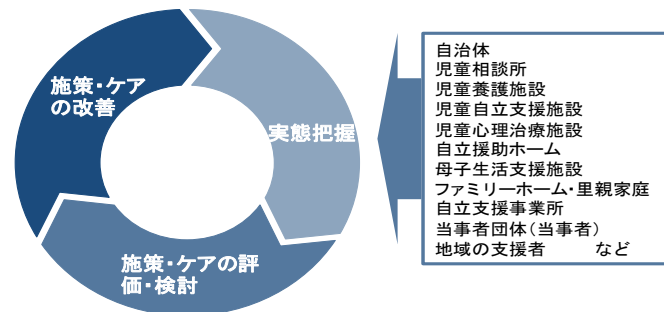 施策・ケア
の改善
実態把握
施策・ケアの評
価・検討
自治体
児童相談所
児童養護施設
児童自立支援施設
児童心理治療施設
自立援助ホーム
母子生活支援施設
ファミリーホーム・里親家庭
自立支援事業所
当事者団体（当事者）
地域の支援者　　　など